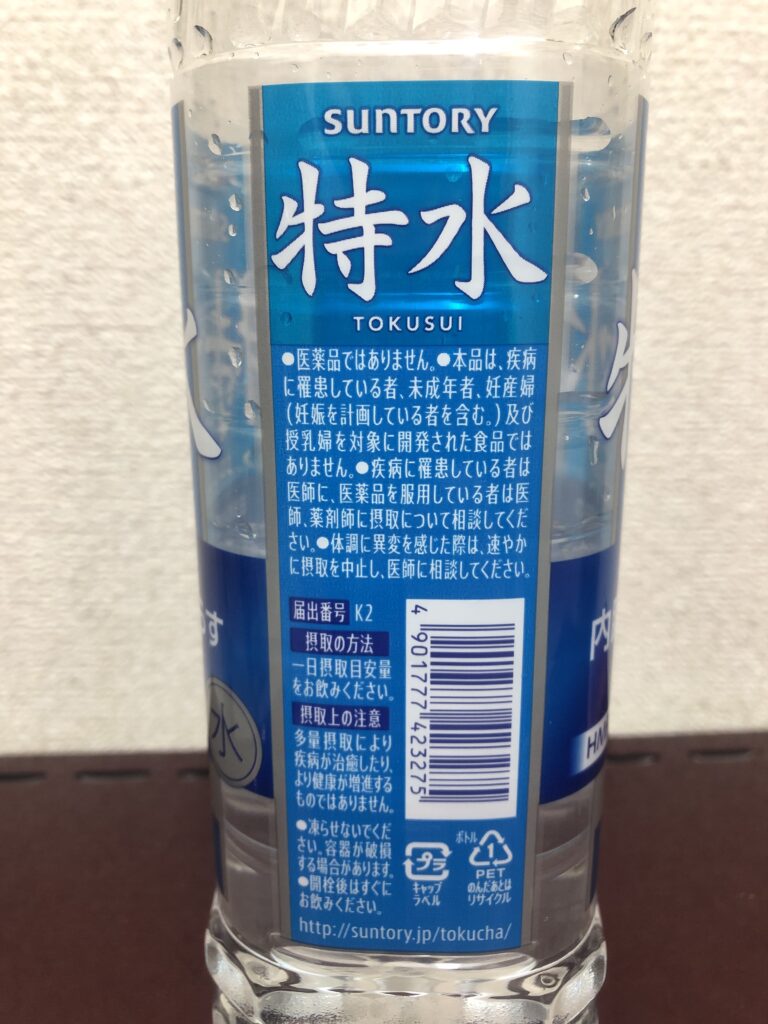 SUNTORY
特水
TOKUSUI
●医薬品ではありません。●本品は、疾病
に罹患している者、未成年者、妊産婦
(妊娠を計画している者を含む。)及び
授乳婦を対象に開発された食品では
ありません。●疾病に罹患している者は
医師に、医薬品を服用している者は医
師、薬剤師に摂取について相談してくだ
さい。●体調に異変を感じた際は、速やか
に摂取を中止し、医師に相談してください。
届出番号 K2
摂取の方法
一日摂取目安量
をお飲みください。
摂取上の注意
多量摂取により
疾病が治癒したり、
より健康が増進する
ものではありません。
●凍らせないでくだ
さい。容器が破損
する場合があります。
●開栓後はすぐに
お飲みください。
4 901777 423275
プラ
キャップ
ラベル
ボトル
1
PET
のんだあとは
リサイクル
http://suntory.jp/tokucha/
水
す
水
内